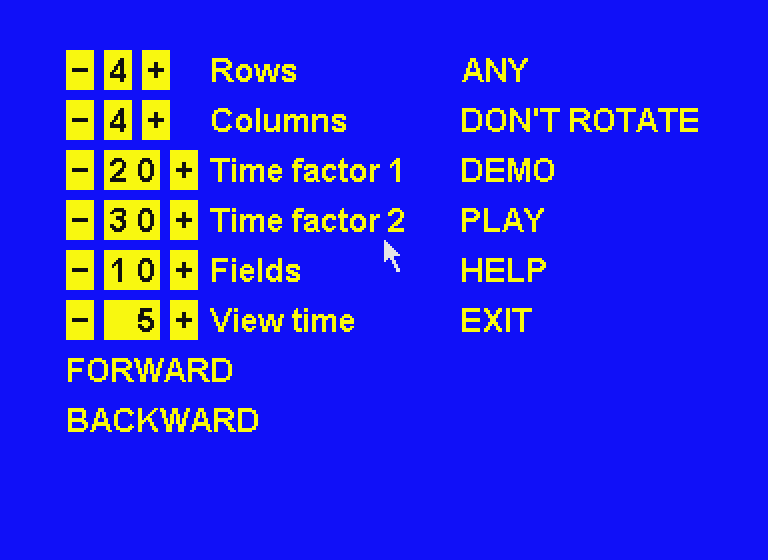 - 4 + Rows ANY
- 4 + Columns DON'T ROTATE
- 20 + Time factor 1 DEMO
- 30 + Time factor 2 PLAY
- 10 + Fields HELP
- 5 + View time EXIT
FORWARD
BACKWARD